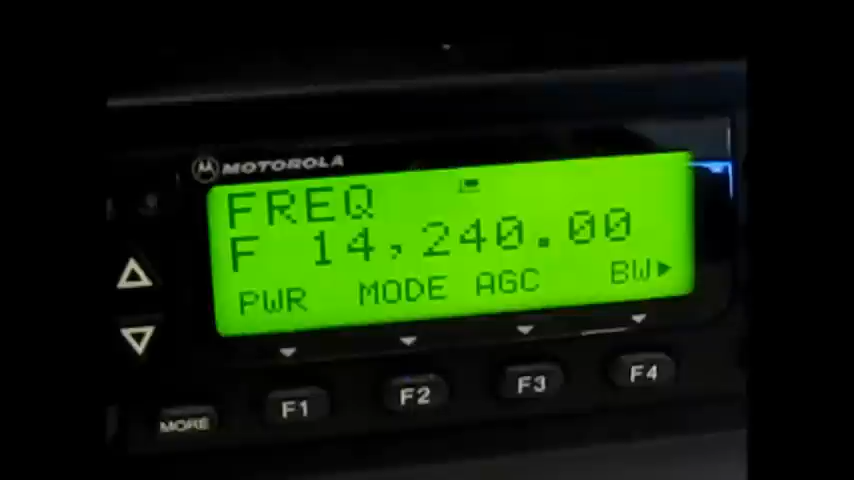 MOTOROLA
FREQ
F 14,240.00
PWR MODE AGC BW▸
MORE F1 F2 F3 F4